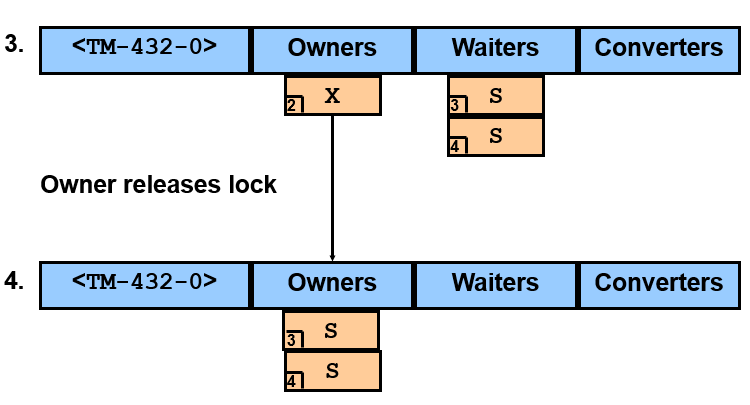 3. <TM-432-0> Owners Waiters Converters
2 X 3 S
4 S
Owner releases lock
4. <TM-432-0> Owners Waiters Converters
3 S
4 S